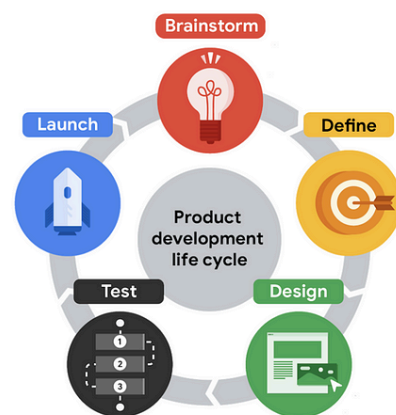 Brainstorm
Launch
Define
Product
development
life cycle
Test
Design
1
2
3